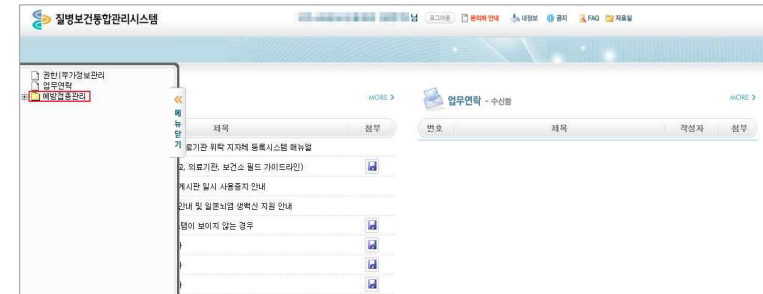 질병보건통합관리시스템
님 로그아웃 문의처 안내 내정보 공지 FAQ 자료실
권한|부가정보관리
업무연락
예방접종관리
메뉴닫기
MORE
업무연락 - 수신함
MORE
제목 첨부
번호 제목 작성자 첨부
료기관 위탁 지자체 등록시스템 매뉴얼
의료기관, 보건소 필드 가이드라인)
게시판 일시 사용중지 안내
안내 및 일본뇌염 생백신 지원 안내
템이 보이지 않는 경우